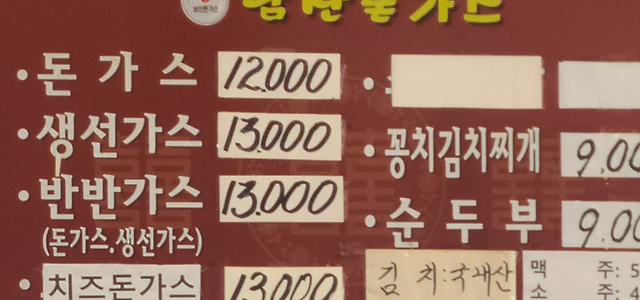 돈가스 12.000
생선가스 13.000
반반가스 13.000
(돈가스.생선가스)
치즈돈가스 13.000
꽁치김치찌개 9.00
순두부 9.00
김치:국내산
맥주: 5
소주: 4